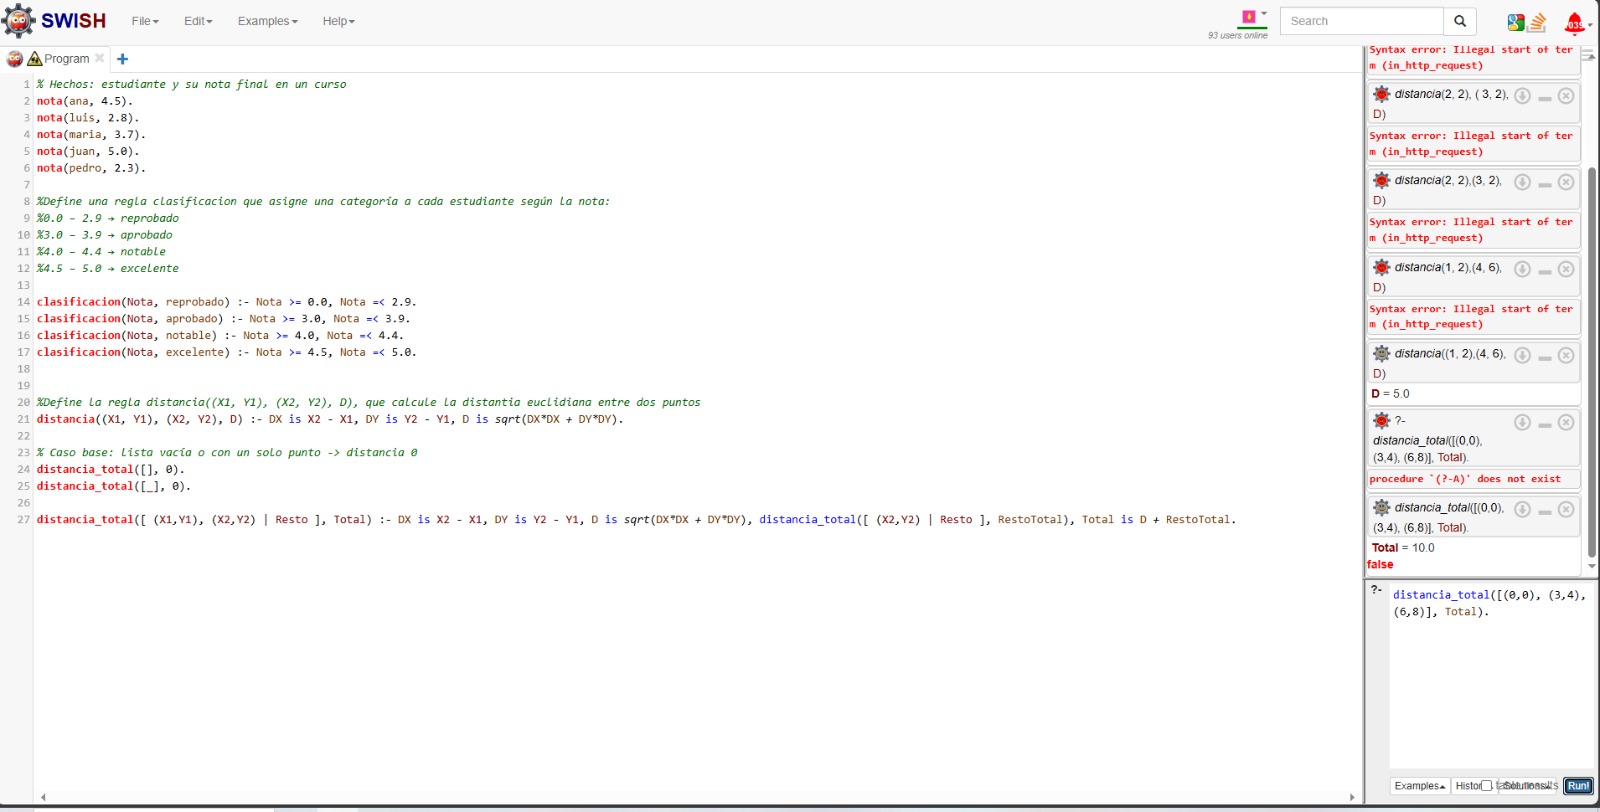 SWISH File Edit Examples Help 93 users online Search
Program
1 % Hechos: estudiante y su nota final en un curso
2 nota(ana, 4.5).
3 nota(luis, 2.8).
4 nota(maria, 3.7).
5 nota(juan, 5.0).
6 nota(pedro, 2.3).
7
8 %Define una regla clasificacion que asigne una categoría a cada estudiante según la nota:
9 %0.0 – 2.9 → reprobado
10 %3.0 – 3.9 → aprobado
11 %4.0 – 4.4 → notable
12 %4.5 – 5.0 → excelente
13
14 clasificacion(Nota, reprobado) :- Nota >= 0.0, Nota =< 2.9.
15 clasificacion(Nota, aprobado) :- Nota >= 3.0, Nota =< 3.9.
16 clasificacion(Nota, notable) :- Nota >= 4.0, Nota =< 4.4.
17 clasificacion(Nota, excelente) :- Nota >= 4.5, Nota =< 5.0.
18
19
20 %Define la regla distancia((X1, Y1), (X2, Y2), D), que calcule la distantia euclidiana entre dos puntos
21 distancia((X1, Y1), (X2, Y2), D) :- DX is X2 - X1, DY is Y2 - Y1, D is sqrt(DX*DX + DY*DY).
22
23 % Caso base: lista vacía o con un solo punto -> distancia 0
24 distancia_total([], 0).
25 distancia_total([_], 0).
26
27 distancia_total([ (X1,Y1), (X2,Y2) | Resto ], Total) :- DX is X2 - X1, DY is Y2 - Y1, D is sqrt(DX*DX + DY*DY), distancia_total([ (X2,Y2) | Resto ], RestoTotal), Total is D + RestoTotal.
Syntax error: Illegal start of ter
m (in_http_request)
distancia(2, 2), ( 3, 2),
D)
Syntax error: Illegal start of ter
m (in_http_request)
distancia(2, 2),(3, 2),
D)
Syntax error: Illegal start of ter
m (in_http_request)
distancia(1, 2),(4, 6),
D)
Syntax error: Illegal start of ter
m (in_http_request)
distancia((1, 2),(4, 6),
D)
D = 5.0
?-
distancia_total([(0,0),
(3,4), (6,8)], Total).
procedure `(?-A)' does not exist
distancia_total([(0,0),
(3,4), (6,8)], Total).
Total = 10.0
false
?- distancia_total([(0,0), (3,4),
(6,8)], Total).
Examples Run!